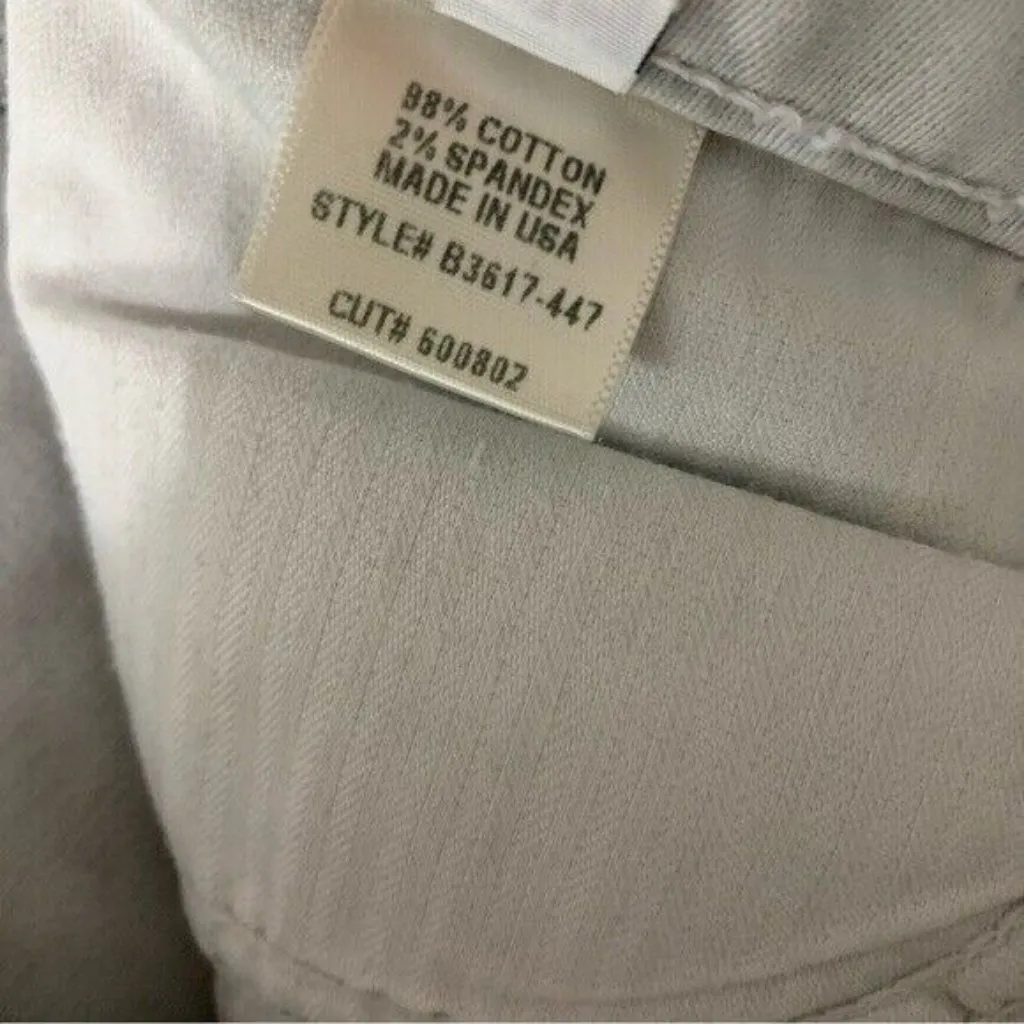 98% COTTON
2% SPANDEX
MADE IN USA
STYLE# B3617-447
CUT# 600802